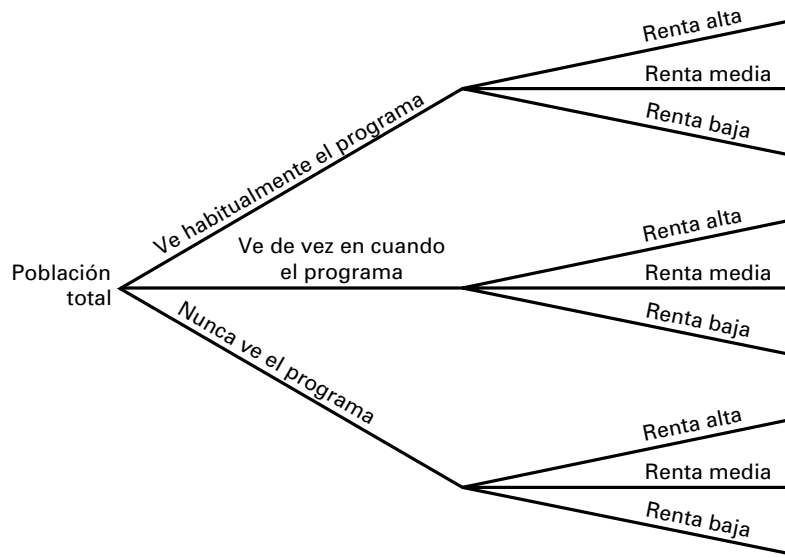 Renta alta
Renta media
Renta baja
Ve habitualmente el programa
Renta alta
Ve de vez en cuando
el programa
Renta media
Renta baja
Población
total
Nunca ve el programa
Renta alta
Renta media
Renta baja